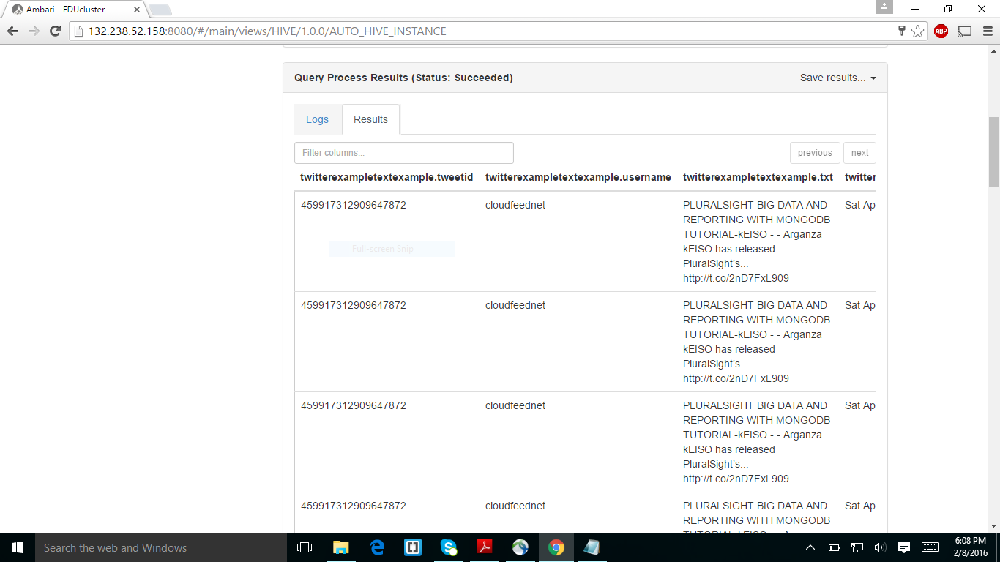 Ambari - FDUcluster
132.238.52.158:8080/#/main/views/HIVE/1.0.0/AUTO_HIVE_INSTANCE
ABP
Query Process Results (Status: Succeeded)
Save results...
Logs
Results
Filter columns...
previous
next
twitterexampletextexample.tweetid
twitterexampletextexample.username
twitterexampletextexample.txt
twitter
459917312909647872
cloudfeednet
PLURALSIGHT BIG DATA AND
REPORTING WITH MONGODB
TUTORIAL-kEISO - - Arganza
kEISO has released
PluralSight's...
http://t.co/2nD7FxL909
Sat Ap
Full-screen Snip
459917312909647872
cloudfeednet
PLURALSIGHT BIG DATA AND
REPORTING WITH MONGODB
TUTORIAL-kEISO - - Arganza
kEISO has released
PluralSight's...
http://t.co/2nD7FxL909
Sat Ap
459917312909647872
cloudfeednet
PLURALSIGHT BIG DATA AND
REPORTING WITH MONGODB
TUTORIAL-kEISO - - Arganza
kEISO has released
PluralSight's...
http://t.co/2nD7FxL909
Sat Ap
459917312909647872
cloudfeednet
PLURALSIGHT BIG DATA AND
REPORTING WITH MONGODB
TUTORIAL-kEISO - - Arganza
Sat Ap
Search the web and Windows
6:08 PM
2/8/2016